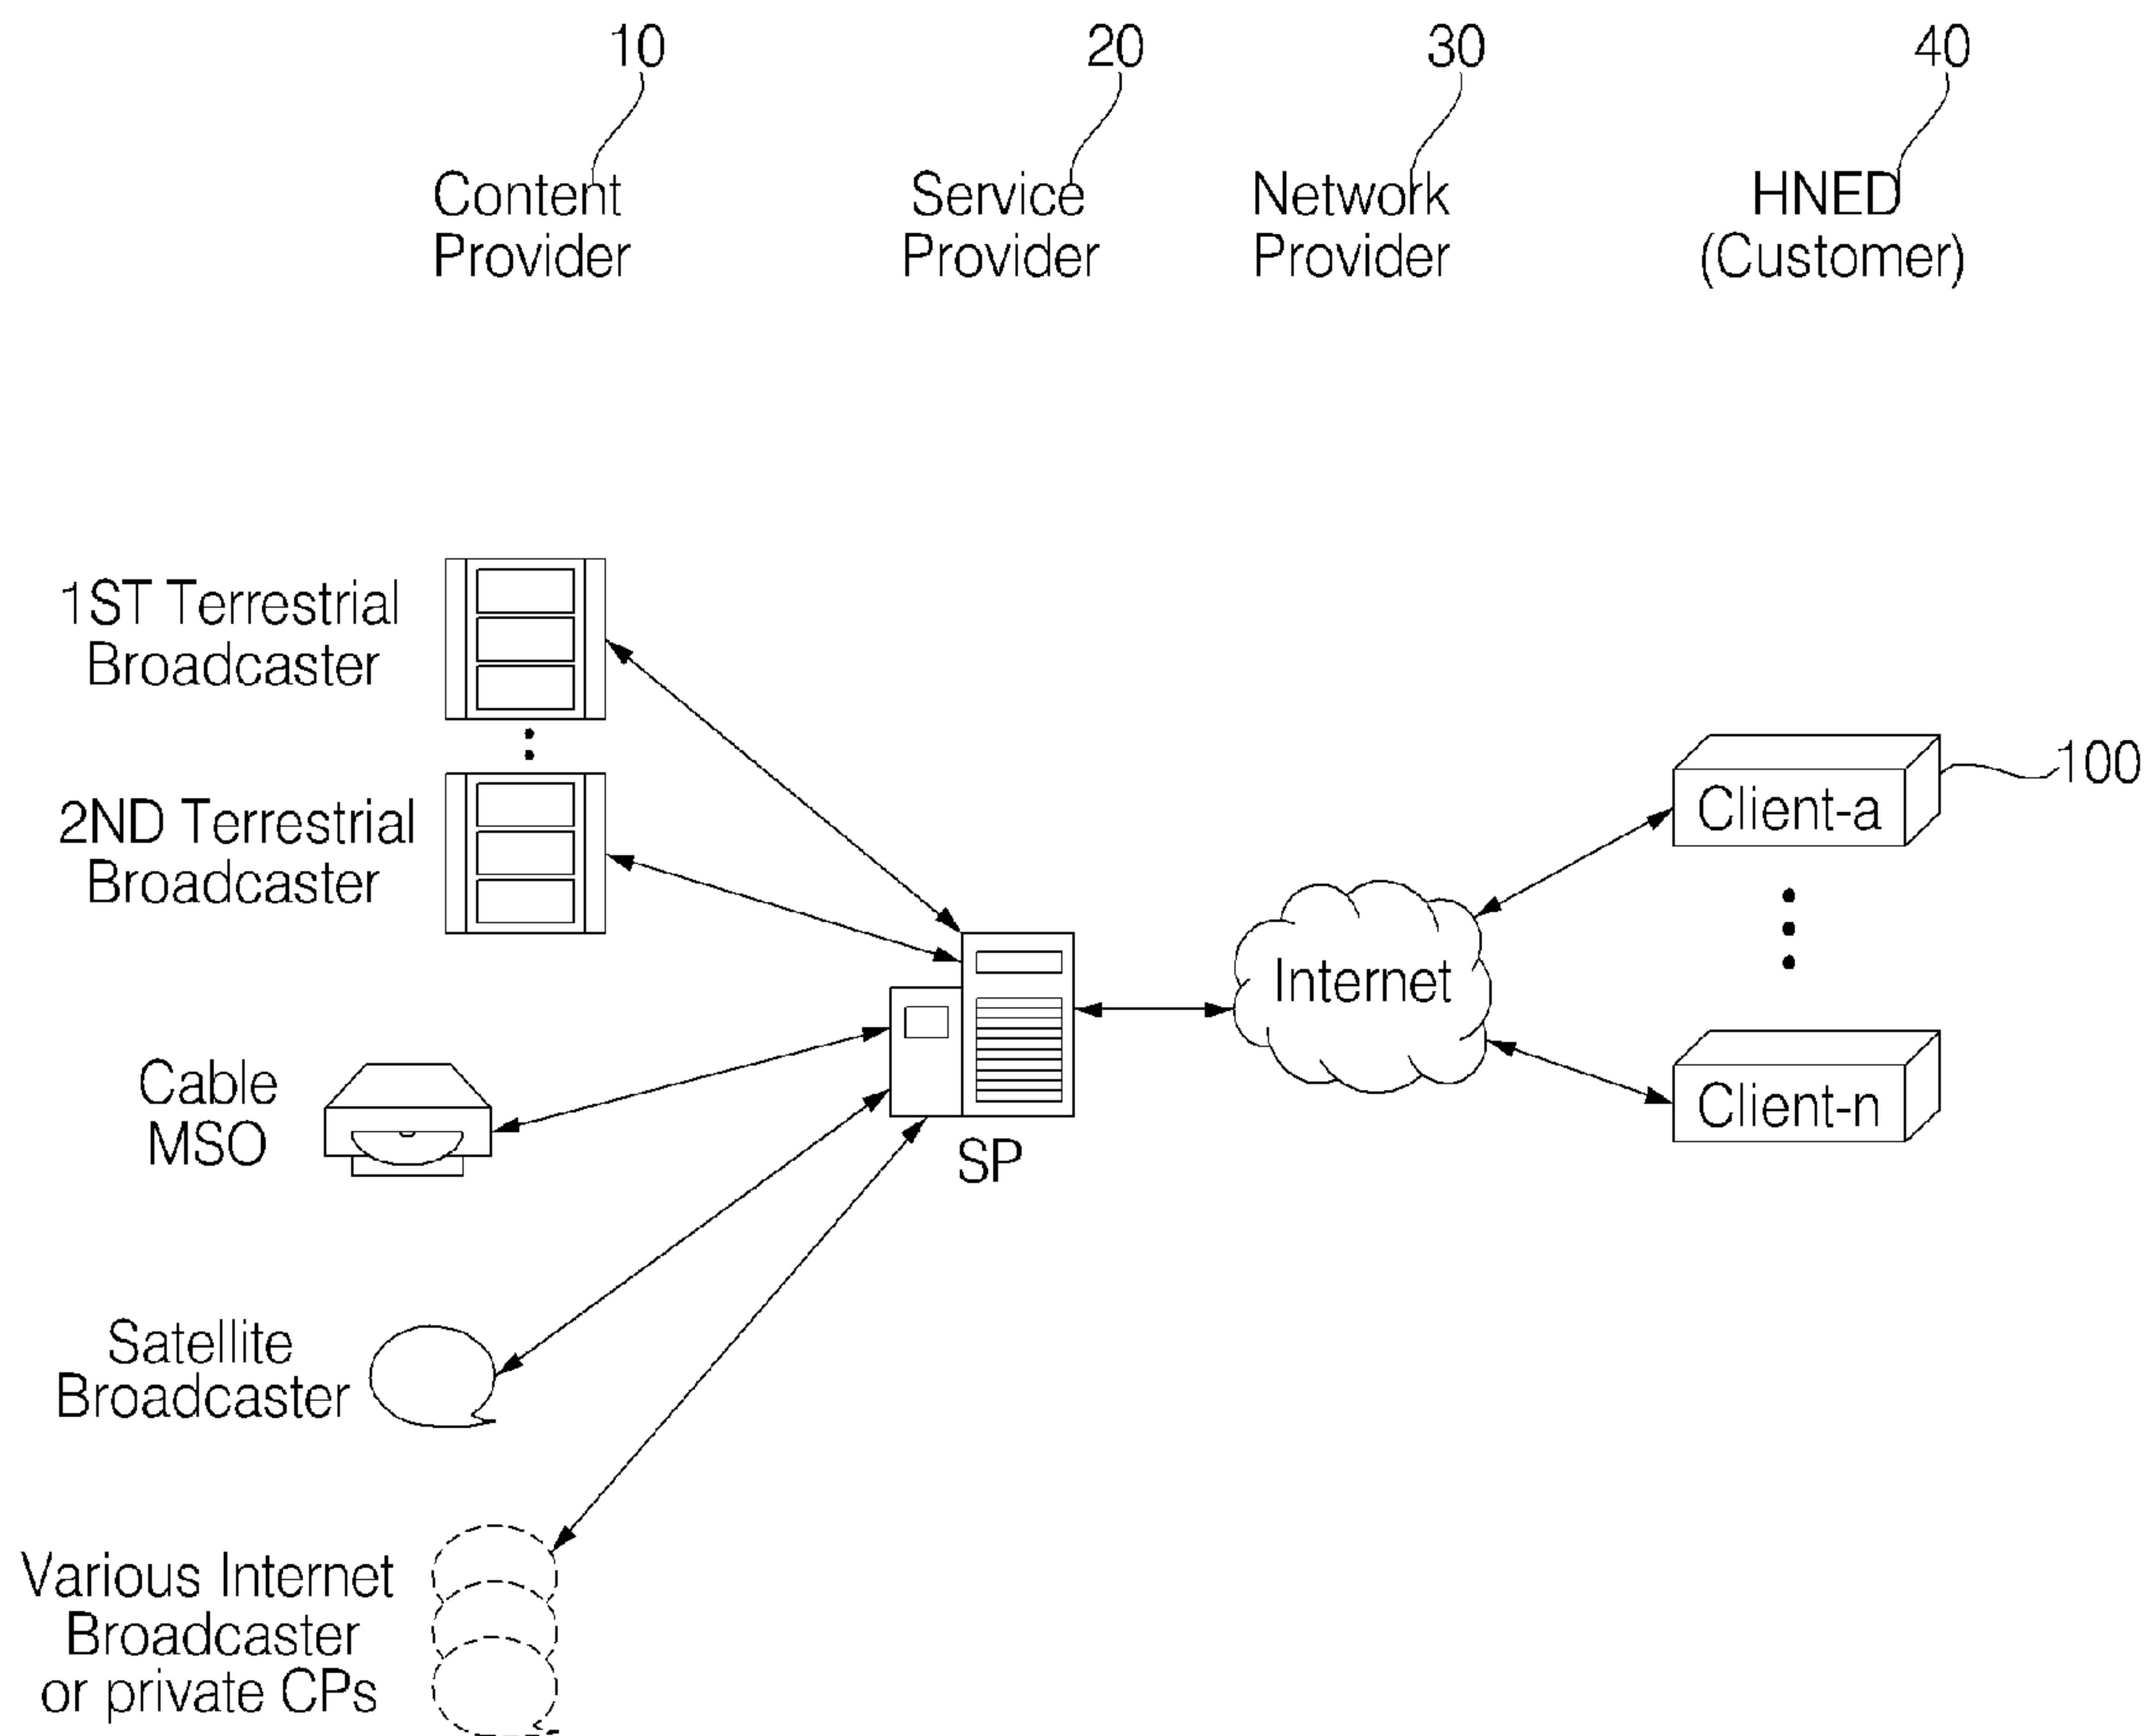 10
20
30
40
Content
Provider
Service
Provider
Network
Provider
HNED
(Customer)
1ST Terrestrial
Broadcaster
2ND Terrestrial
Broadcaster
Cable
MSO
Satellite
Broadcaster
Various Internet
Broadcaster
or private CPs
SP
Internet
Client-a
100
Client-n